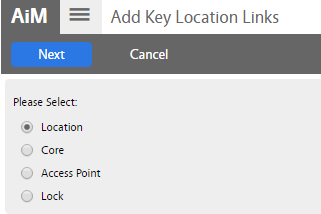 AiM Add Key Location Links
Next Cancel
Please Select:
Location
Core
Access Point
Lock